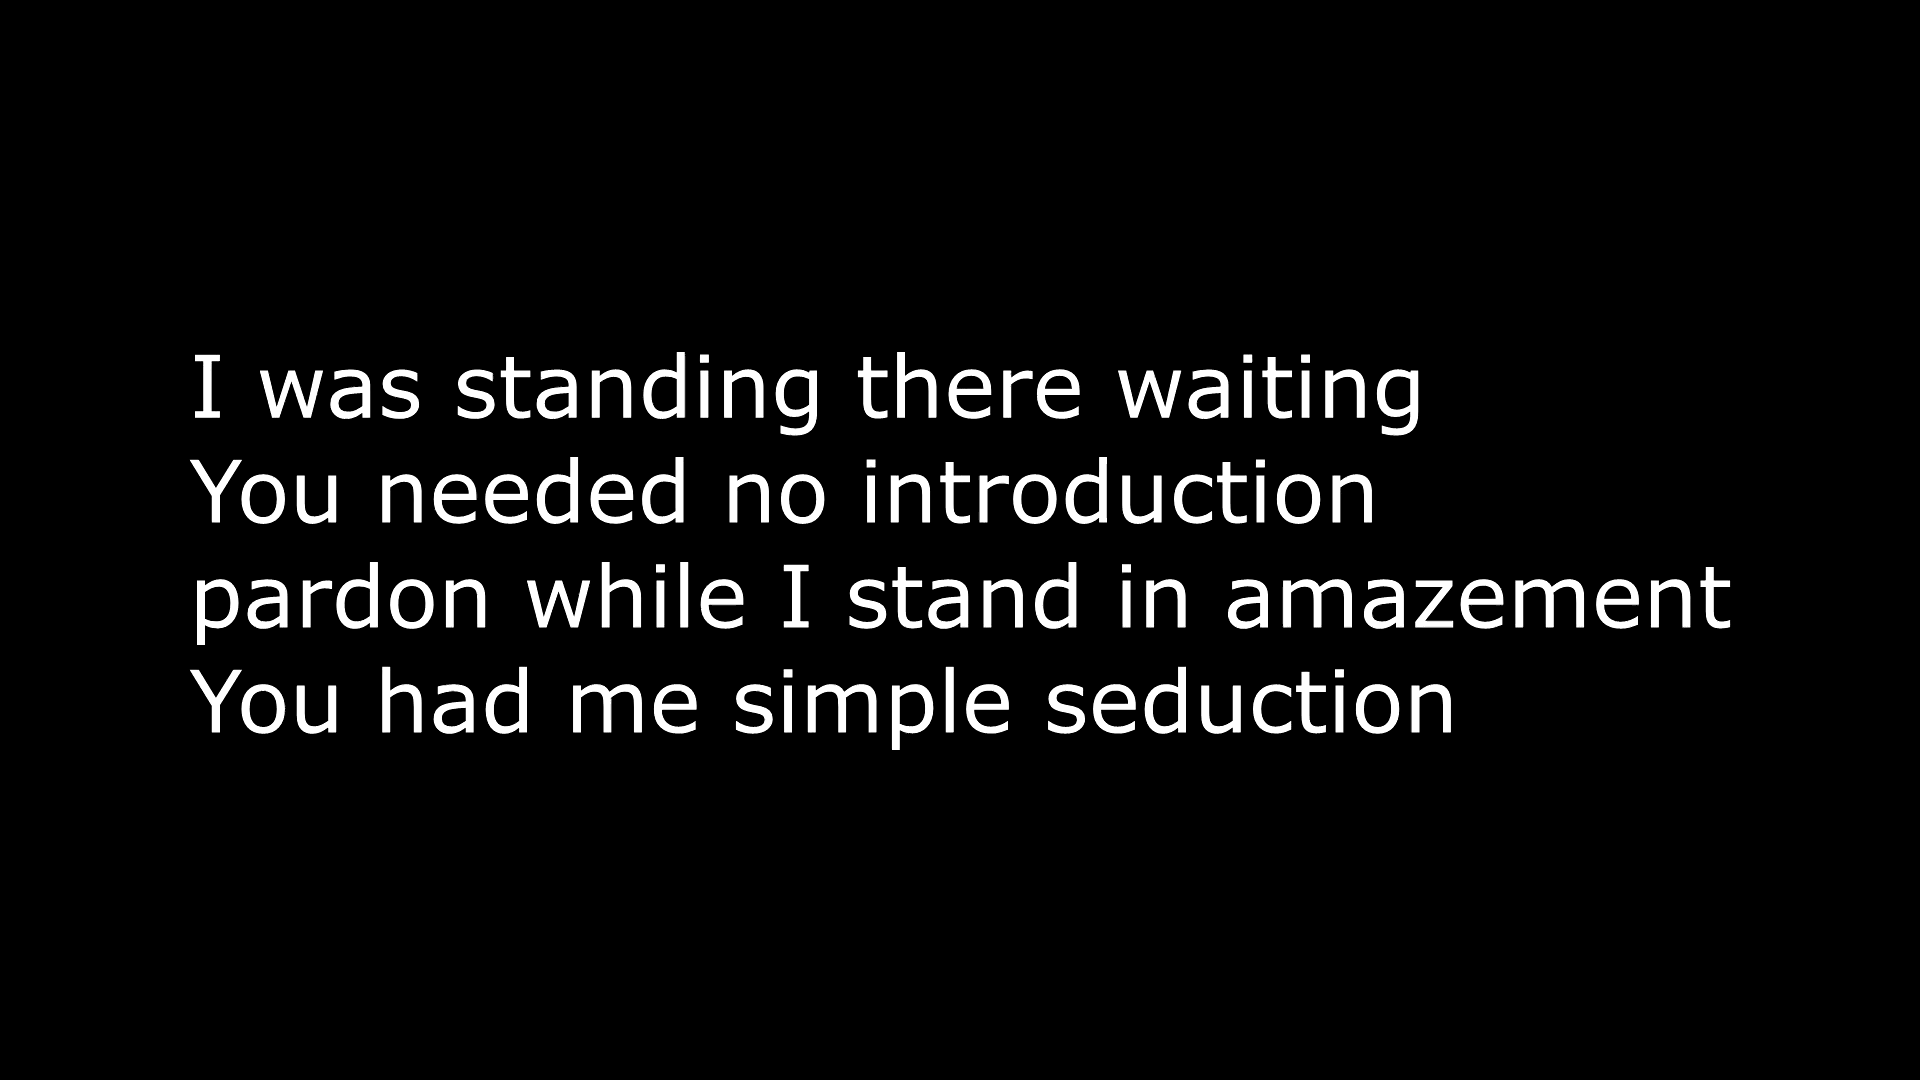 I was standing there waiting
You needed no introduction
pardon while I stand in amazement
You had me simple seduction